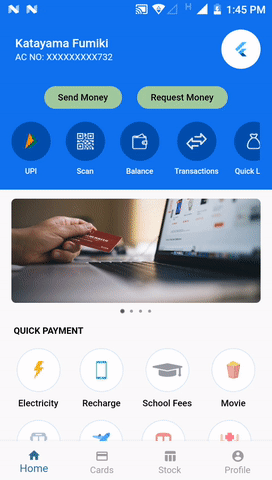 H
1:45 PM
Katayama Fumiki
AC NO: XXXXXXXXX732
Send Money
Request Money
UPI
Scan
Balance
Transactions
Quick L
QUICK PAYMENT
Electricity
Recharge
School Fees
Movie
Home
Cards
Stock
Profile